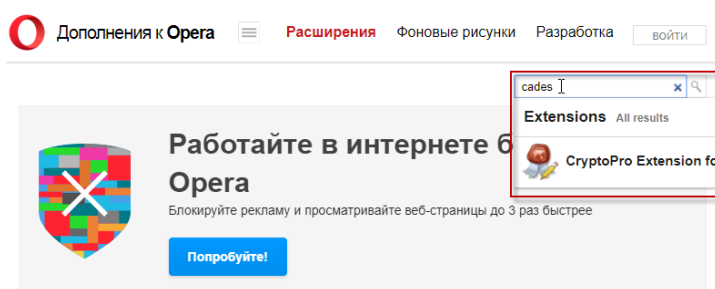 Дополнения к Opera
Расширения Фоновые рисунки Разработка войти
cades
Extensions All results
CryptoPro Extension fo
Работайте в интернете б
Opera
Блокируйте рекламу и просматривайте веб-страницы до 3 раз быстрее
Попробуйте!